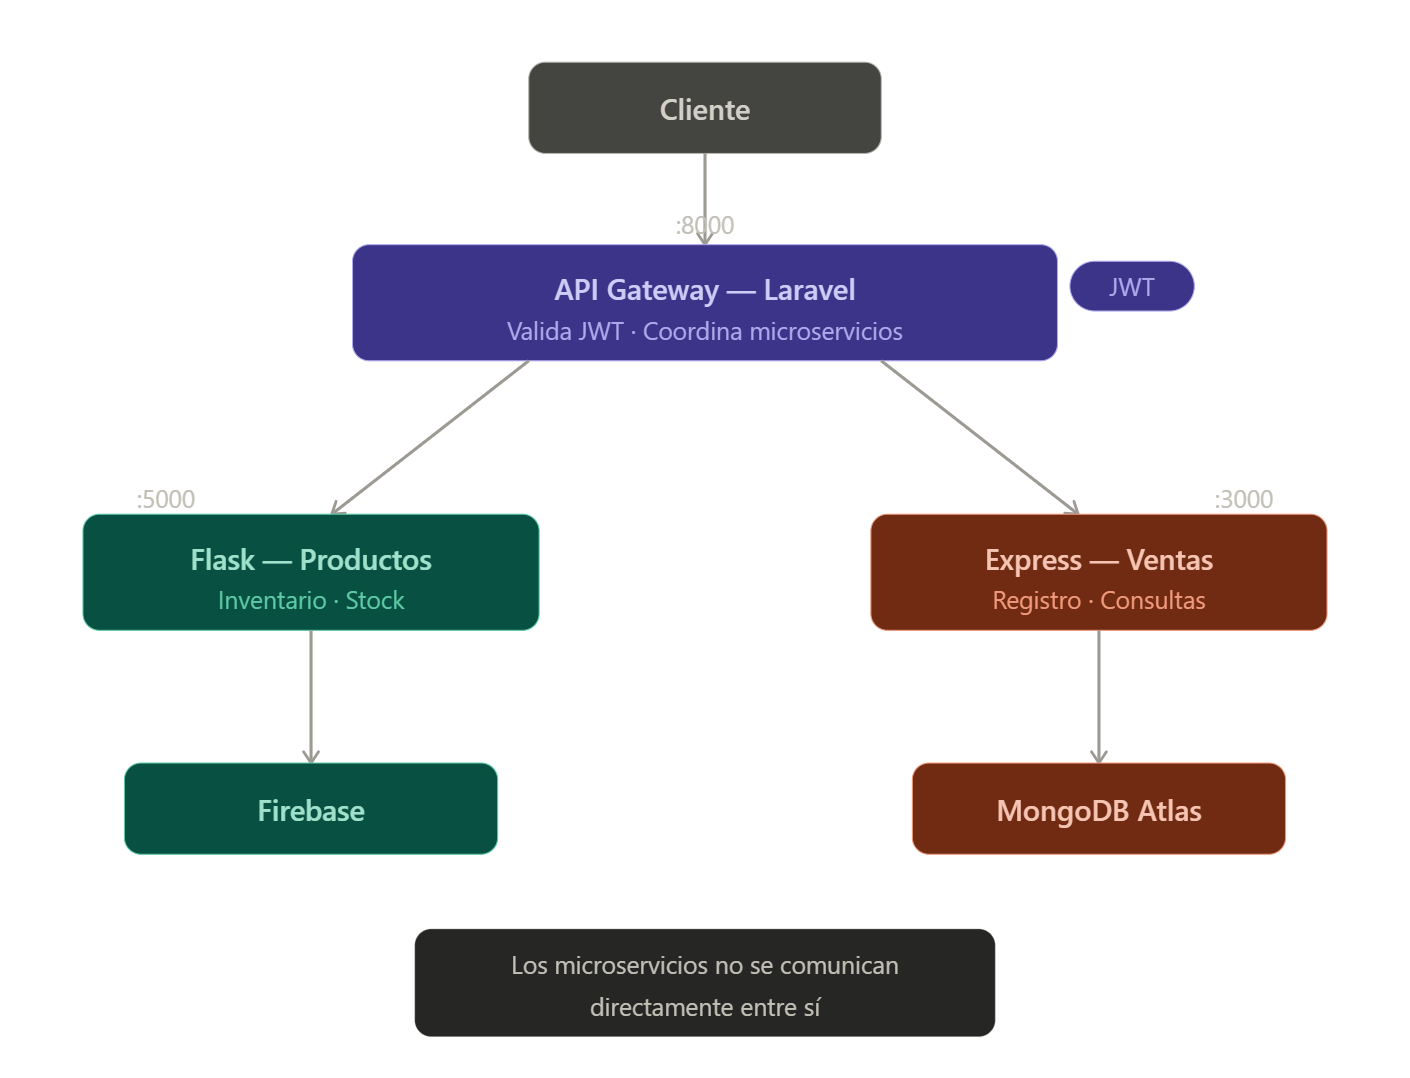 Cliente
:8000
API Gateway — Laravel
Valida JWT · Coordina microservicios
JWT
:5000
:3000
Flask — Productos
Inventario · Stock
Express — Ventas
Registro · Consultas
Firebase
MongoDB Atlas
Los microservicios no se comunican
directamente entre sí